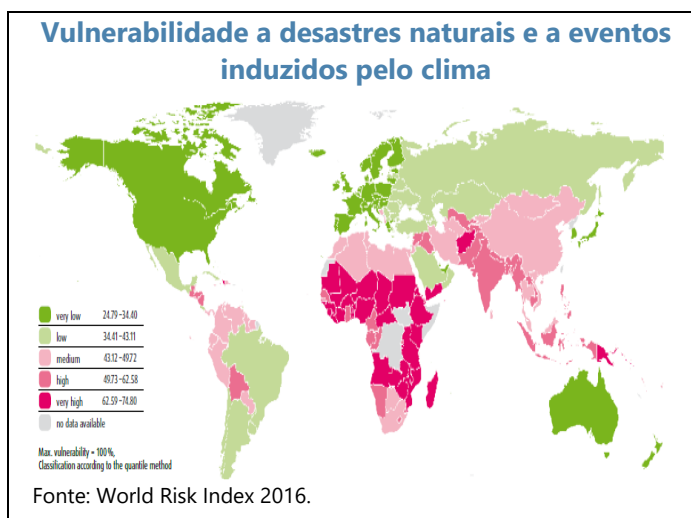 Vulnerabilidade a desastres naturais e a eventos
induzidos pelo clima
very low 24.79–34.40
low 34.41–43.11
medium 43.12–49.72
high 49.73–62.58
very high 62.59–74.80
no data available
Max. vulnerability = 100%,
Classification according to the quantile method
Fonte: World Risk Index 2016.